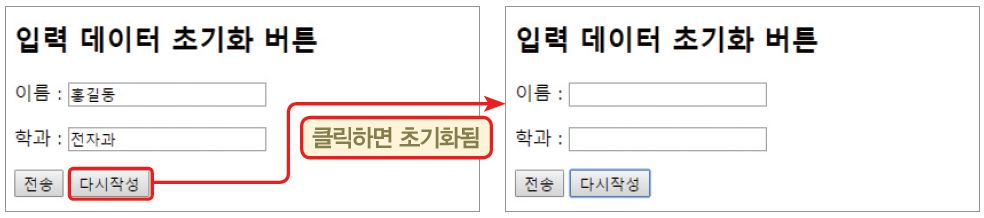 입력 데이터 초기화 버튼
이름 : 홍길동
학과 : 전자과
전송 다시작성
클릭하면 초기화됨
입력 데이터 초기화 버튼
이름 :
학과 :
전송 다시작성